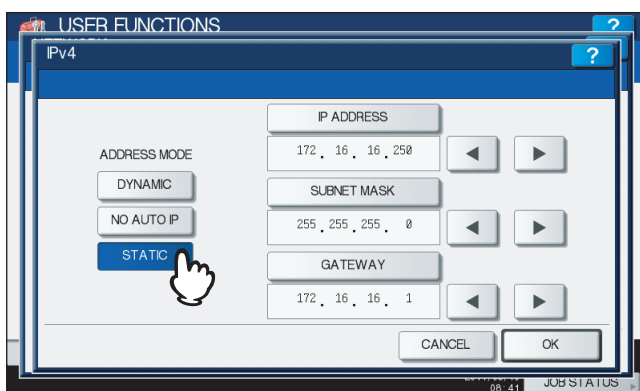 USER FUNCTIONS
?
IPv4
?
IP ADDRESS
172. 16. 16.250
ADDRESS MODE
DYNAMIC
SUBNET MASK
NO AUTO IP
255.255.255. 0
STATIC
GATEWAY
172. 16. 16. 1
CANCEL
OK
08:41
JOB STATUS